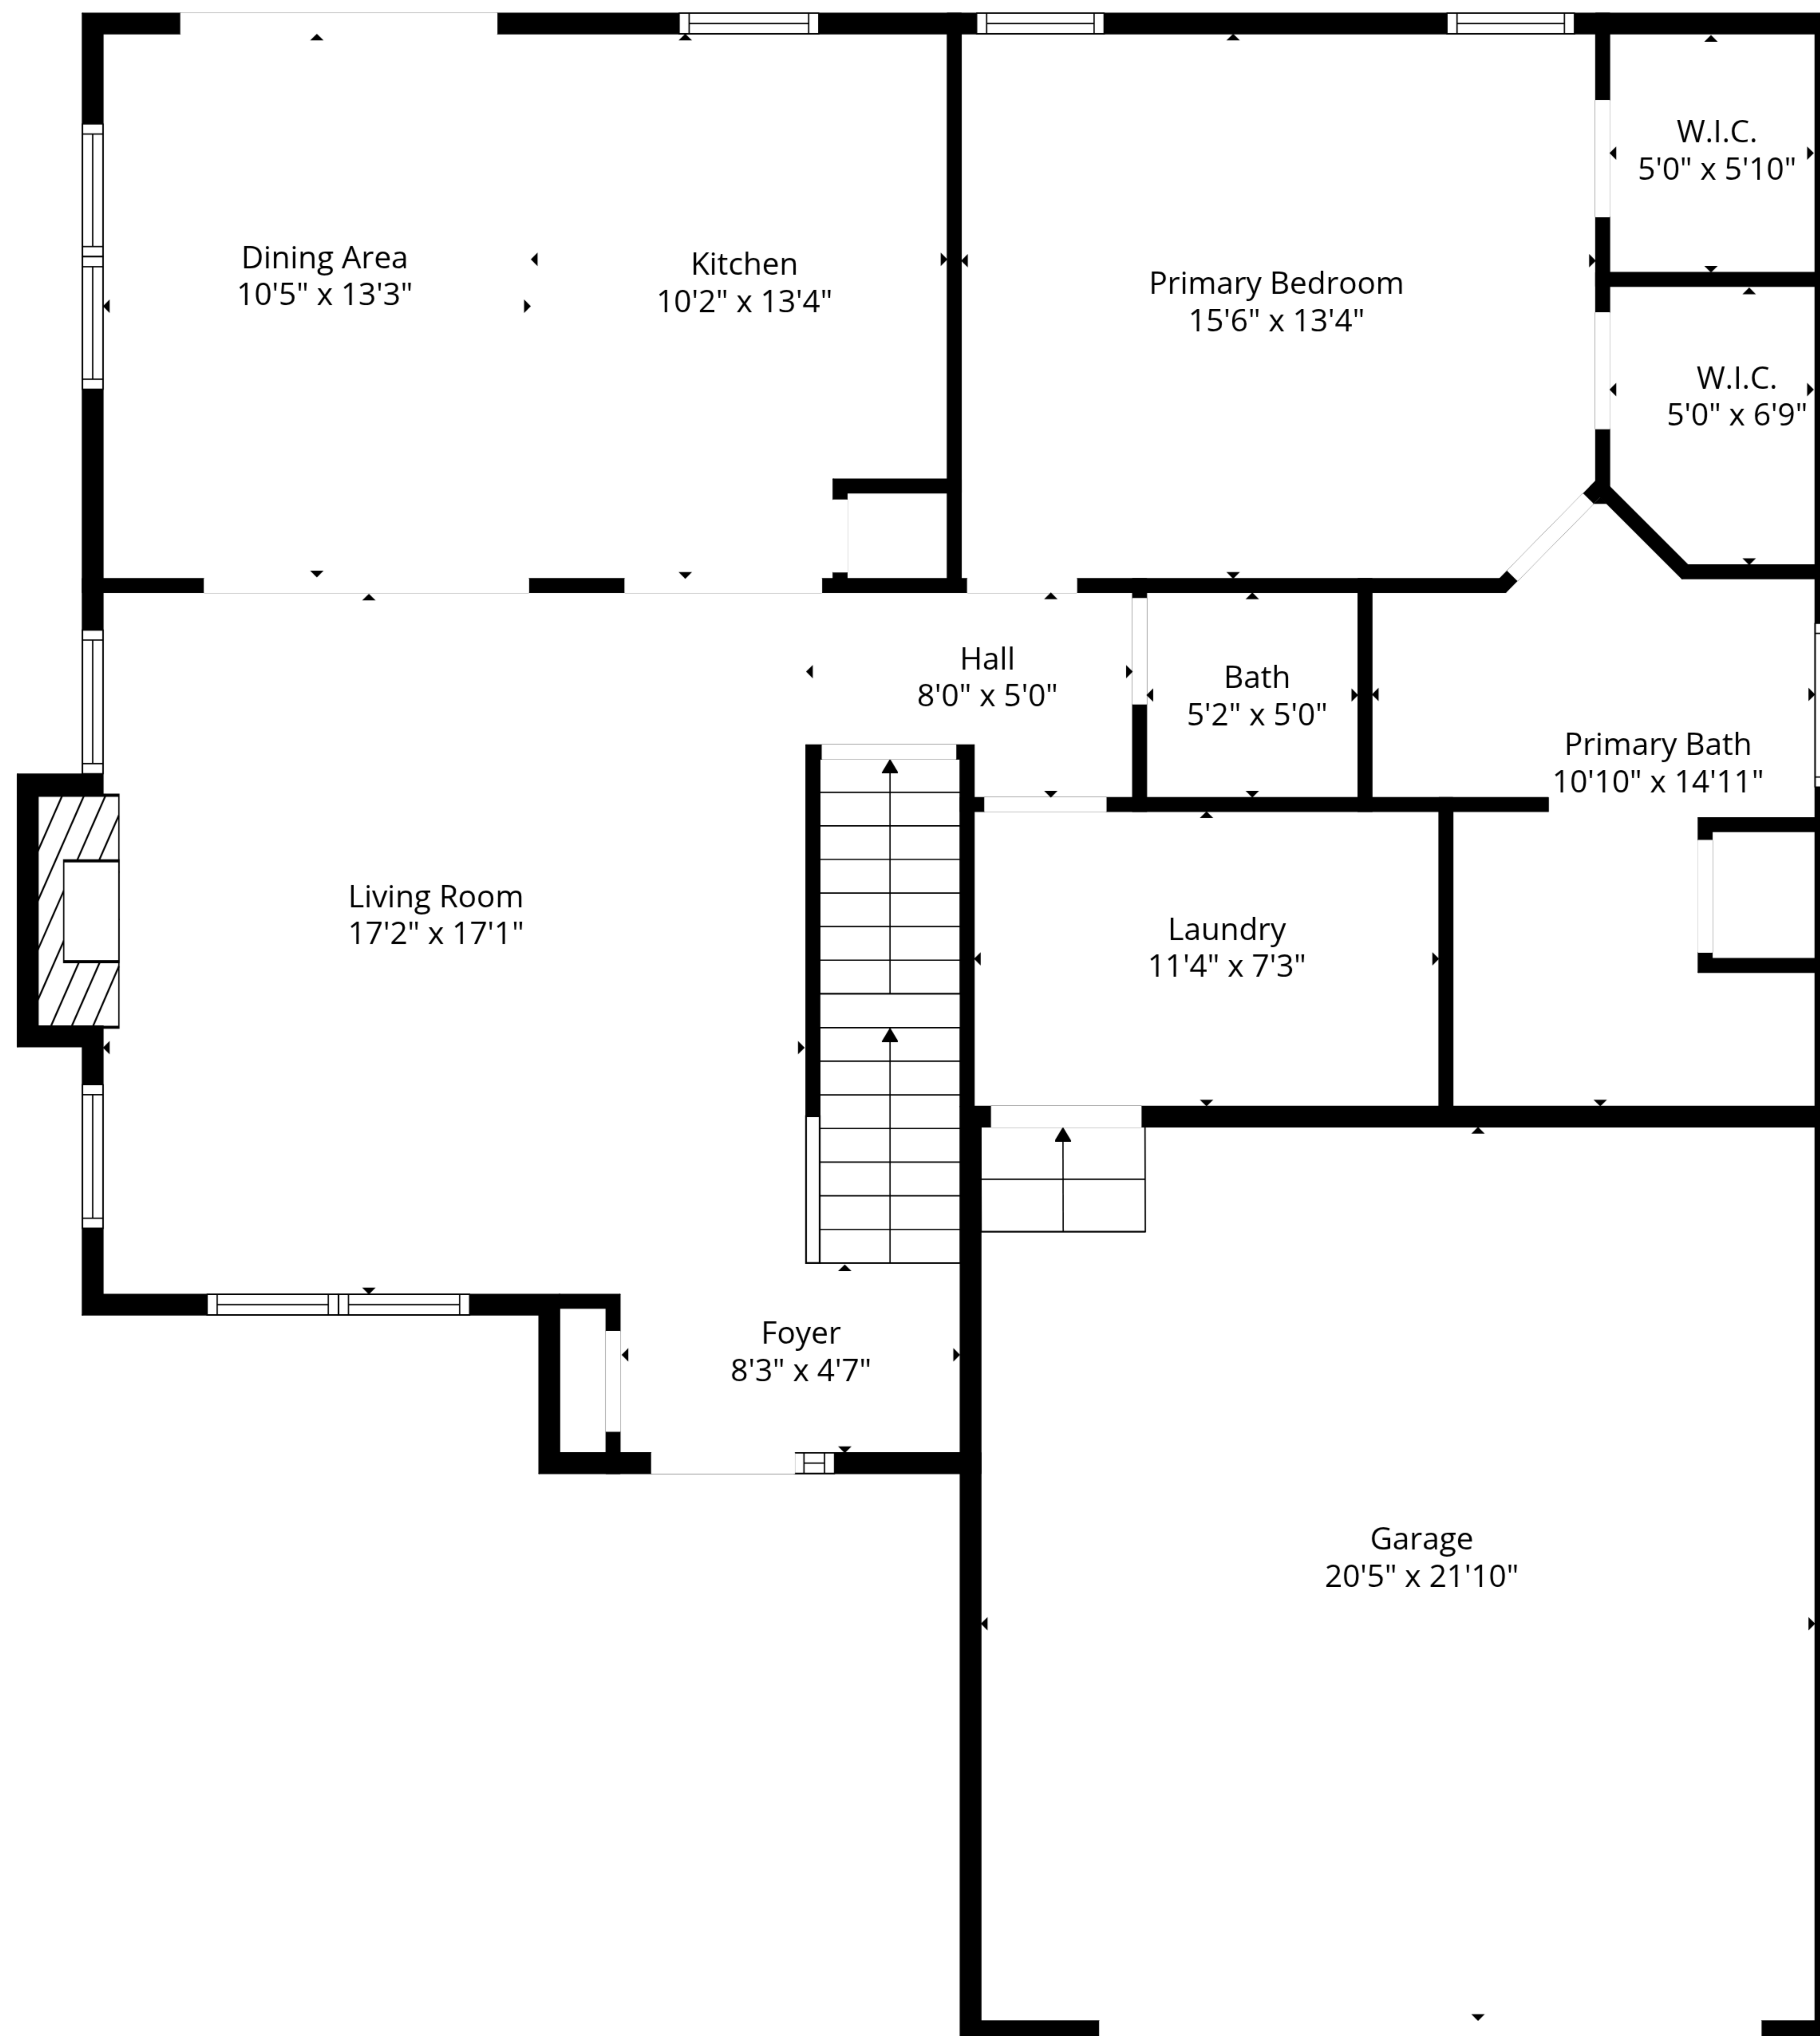 W.I.C.
5'0" x 5'10"
Dining Area
10'5" x 13'3"
Kitchen
10'2" x 13'4"
Primary Bedroom
15'6" x 13'4"
W.I.C.
5'0" x 6'9"
Hall
8'0" x 5'0"
Bath
5'2" x 5'0"
Primary Bath
10'10" x 14'11"
Living Room
17'2" x 17'1"
Laundry
11'4" x 7'3"
Foyer
8'3" x 4'7"
Garage
20'5" x 21'10"